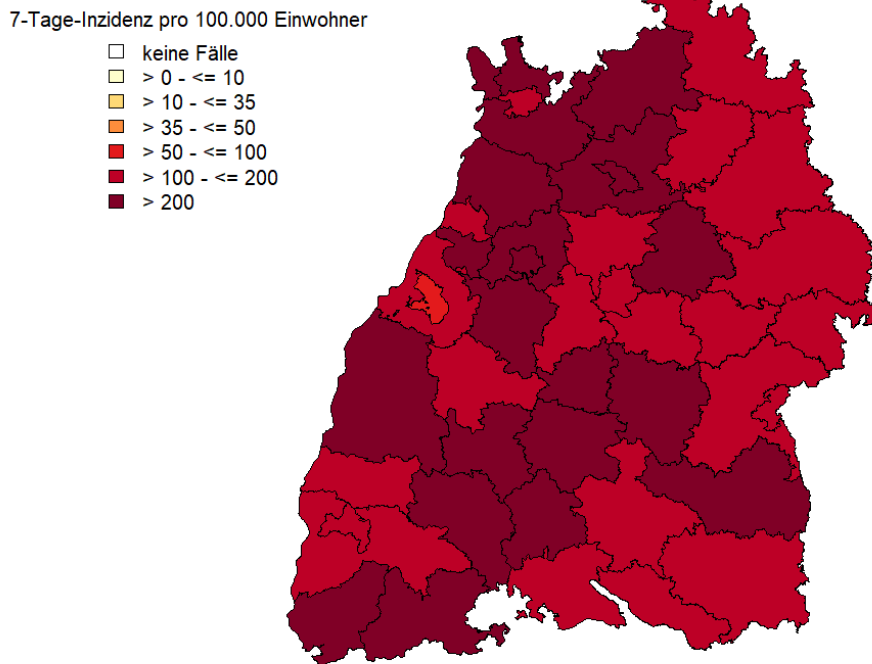 7-Tage-Inzidenz pro 100.000 Einwohner
keine Fälle
> 0 - <= 10
> 10 - <= 35
> 35 - <= 50
> 50 - <= 100
> 100 - <= 200
> 200